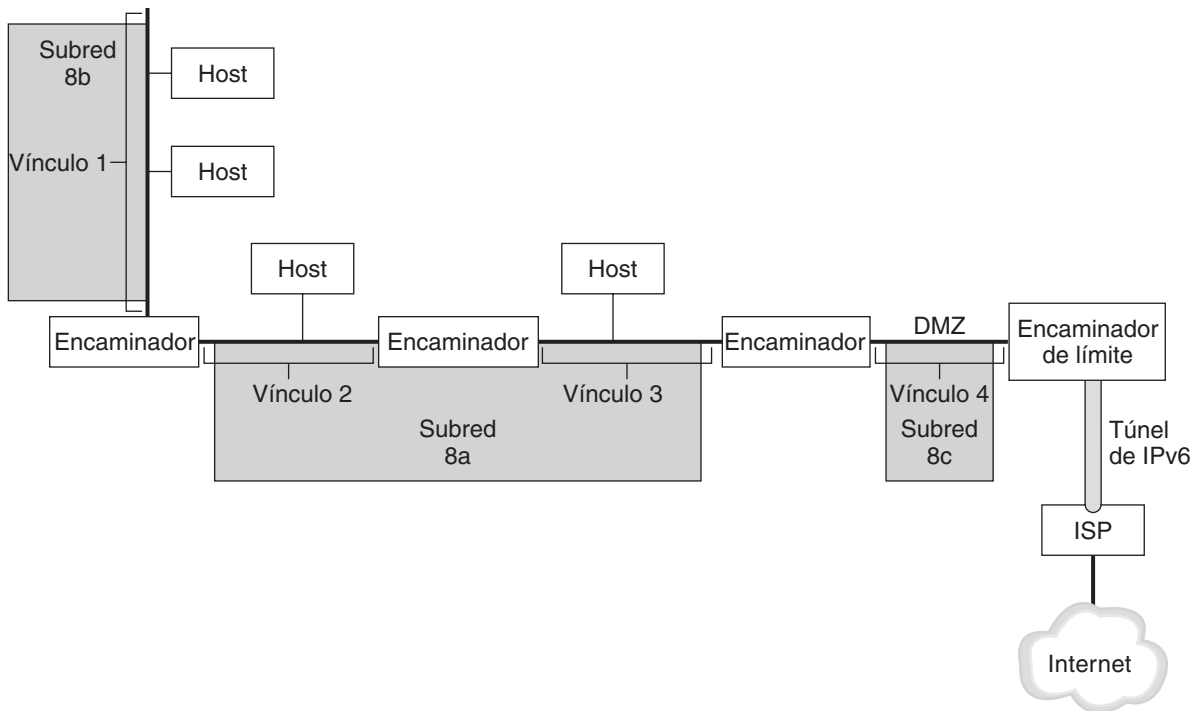 Subred
8b
Host
Vínculo 1
Host
Host
Host
Encaminador
Encaminador
Encaminador
DMZ
Encaminador
de límite
Vínculo 2
Vínculo 3
Vínculo 4
Subred
8a
Subred
8c
Túnel
de IPv6
ISP
Internet